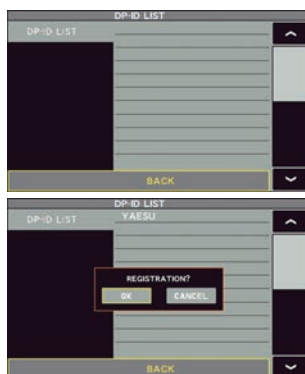 DP-ID LIST
DP-ID LIST
BACK
DP-ID LIST
DP-ID LIST
YAESU
REGISTRATION?
OK
CANCEL
BACK